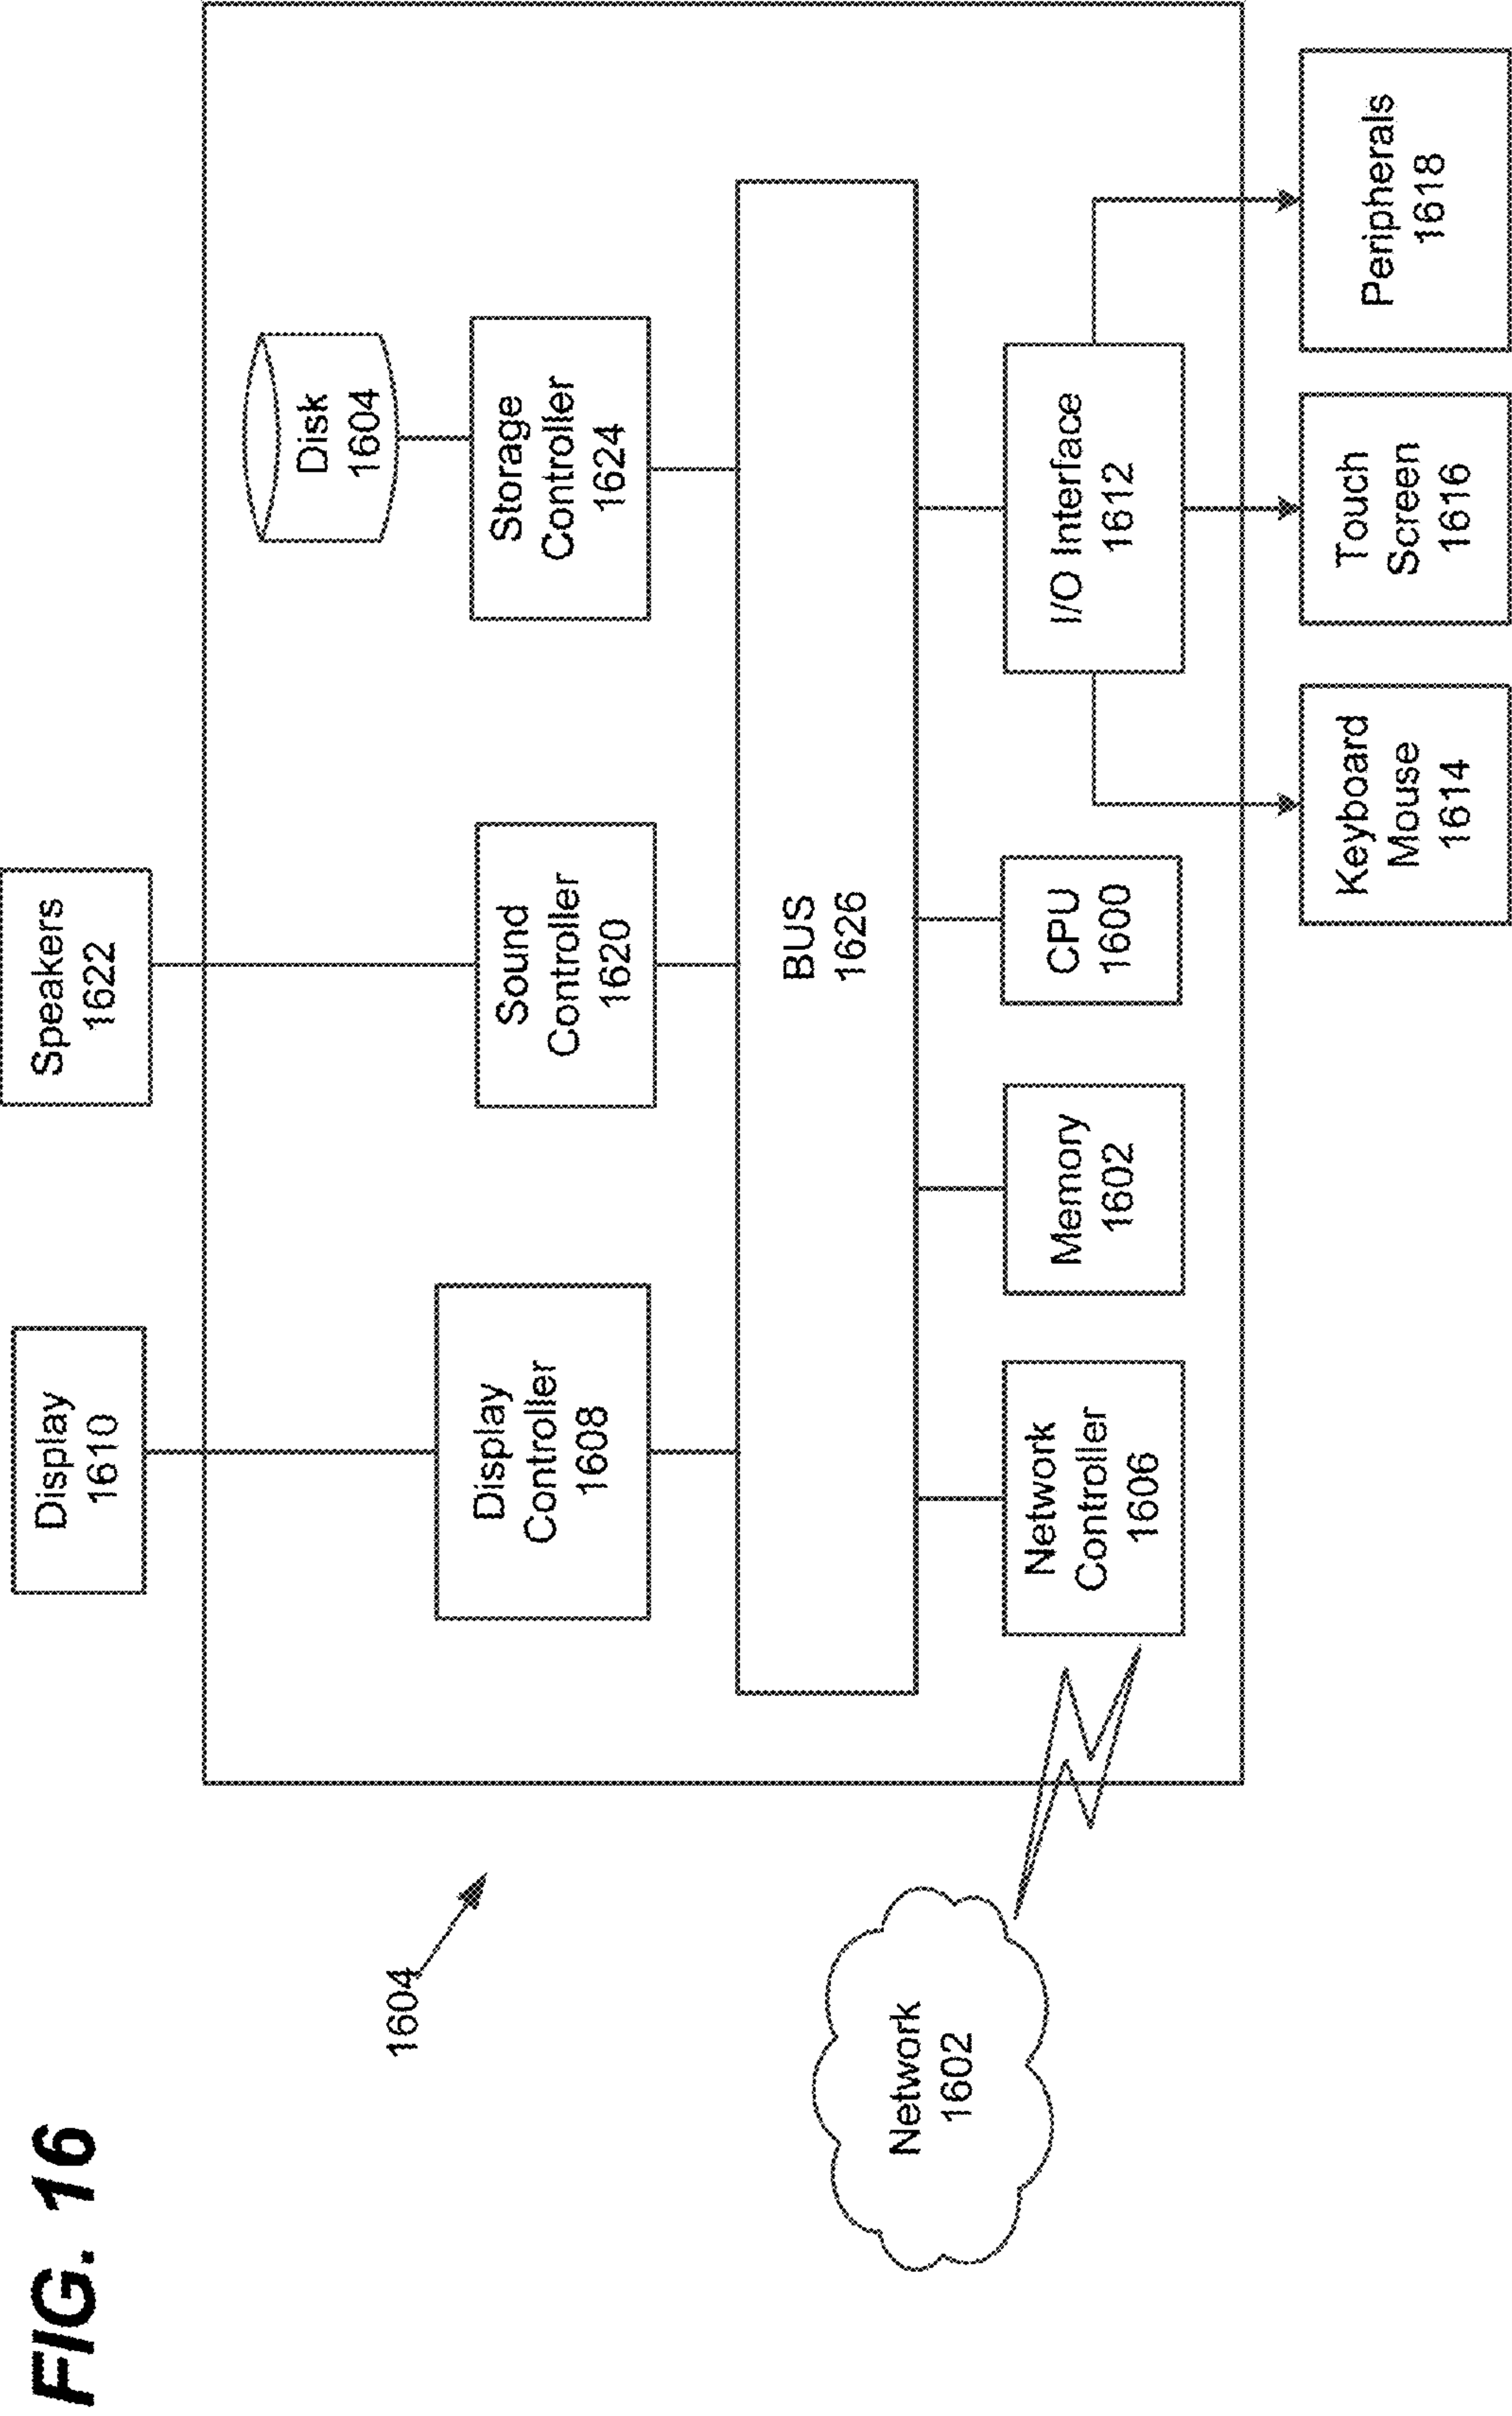 FIG. 16
1604
Display
1610
Speakers
1622
Display
Controller
1608
Sound
Controller
1620
Disk
1604
Storage
Controller
1624
BUS
1626
Network
1602
Network
Controller
1606
Memory
1602
CPU
1600
I/O Interface
1612
Keyboard
Mouse
1614
Touch
Screen
1616
Peripherals
1618